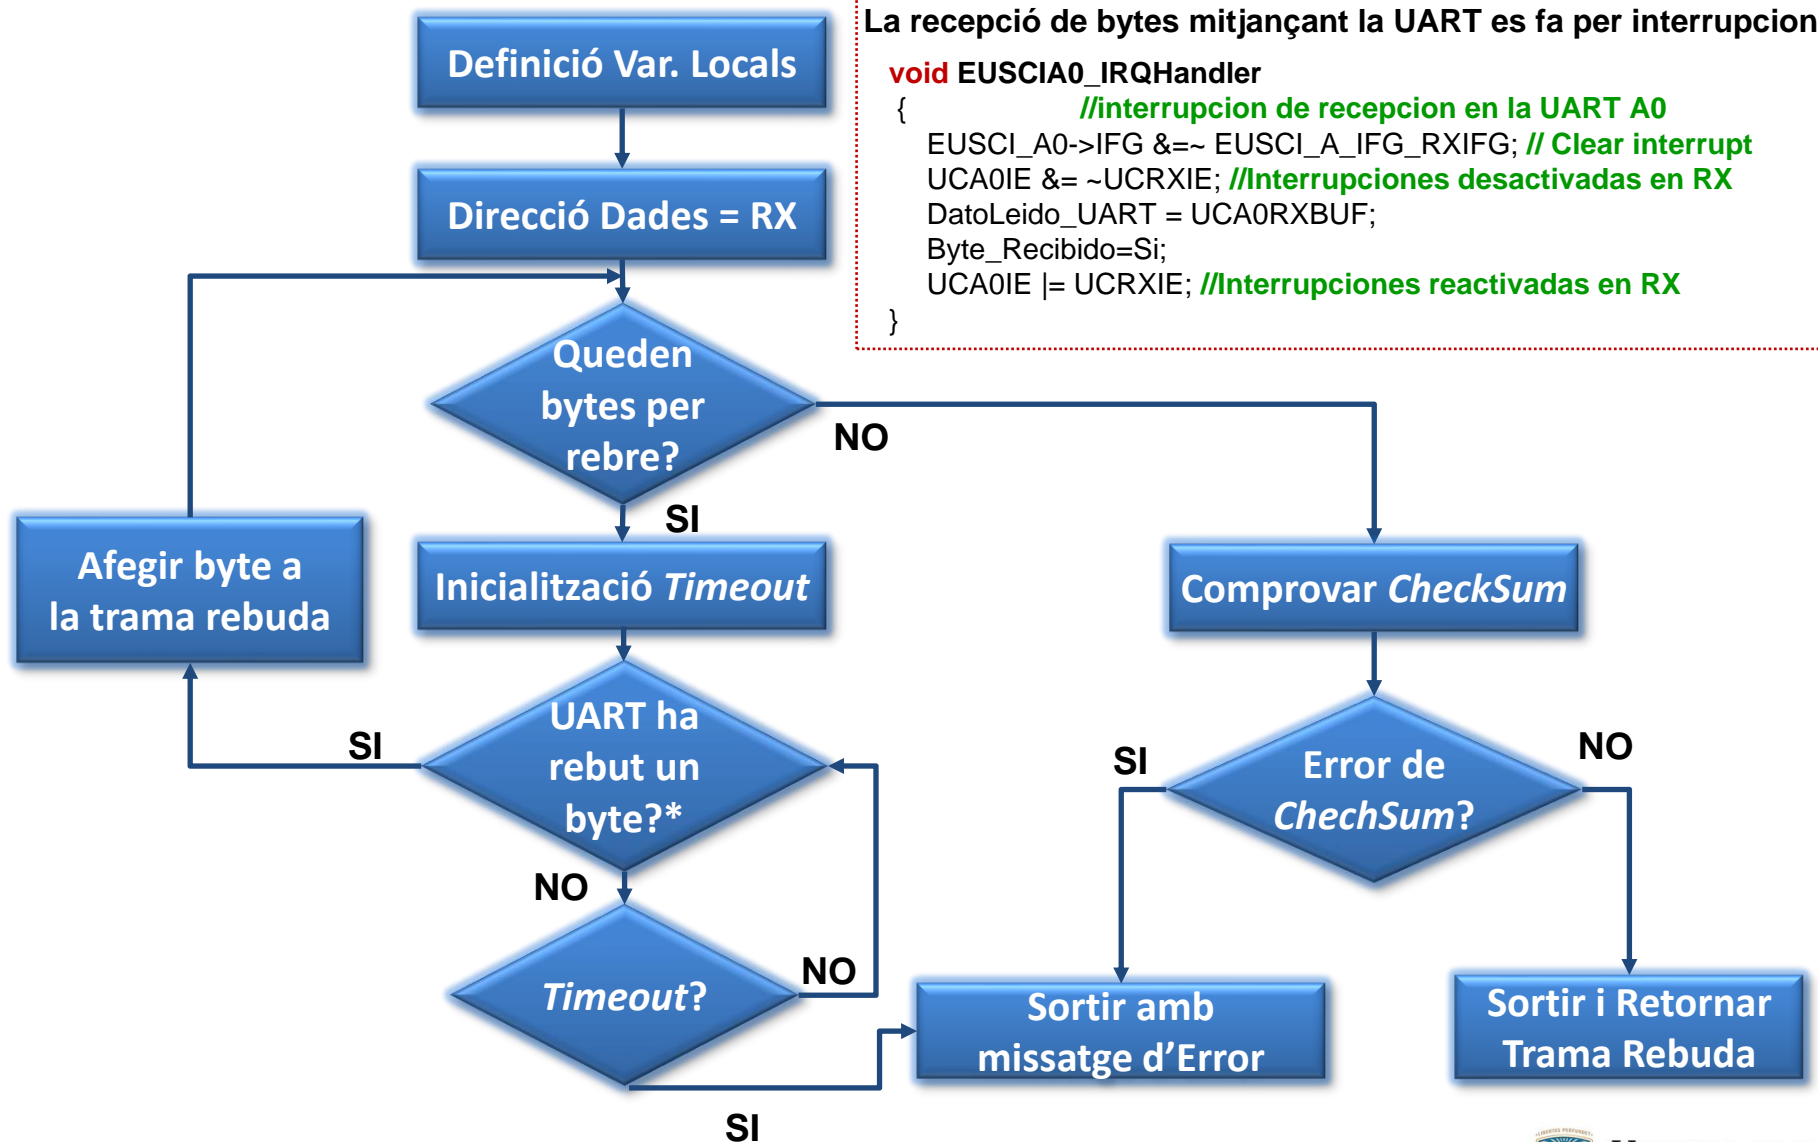 La recepció de bytes mitjançant la UART es fa per interrupcion
void EUSCIA0_IRQHandler
{ //interrupcion de recepcion en la UART A0
EUSCI_A0->IFG &=~ EUSCI_A_IFG_RXIFG; // Clear interrupt
UCA0IE &= ~UCRXIE; //Interrupciones desactivadas en RX
DatoLeido_UART = UCA0RXBUF;
Byte_Recibido=Si;
UCA0IE |= UCRXIE; //Interrupciones reactivadas en RX
}
Definició Var. Locals
Direcció Dades = RX
Queden
bytes per
rebre?
NO
SI
Afegir byte a
la trama rebuda
Inicialització Timeout
Comprovar CheckSum
UART ha
rebut un
byte?*
SI
NO
Timeout?
NO
SI
Error de
ChechSum?
SI
NO
Sortir amb
missatge d'Error
Sortir i Retornar
Trama Rebuda